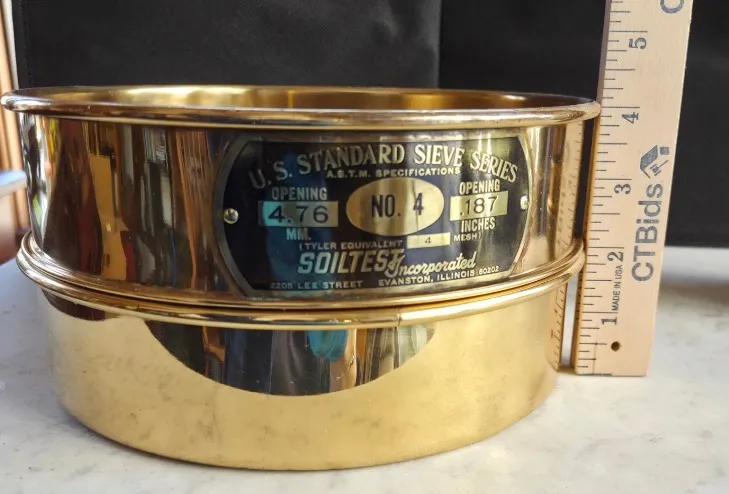 U.S. STANDARD SIEVE SERIES
A.S.T.M. SPECIFICATIONS
OPENING
4.76
MM.
NO. 4
OPENING
.187
INCHES
(TYLER EQUIVALENT 4 MESH)
SOILTEST Incorporated
2205 LEE STREET EVANSTON, ILLINOIS 60202
5
4
3
2
1
CTBids
MADE IN USA